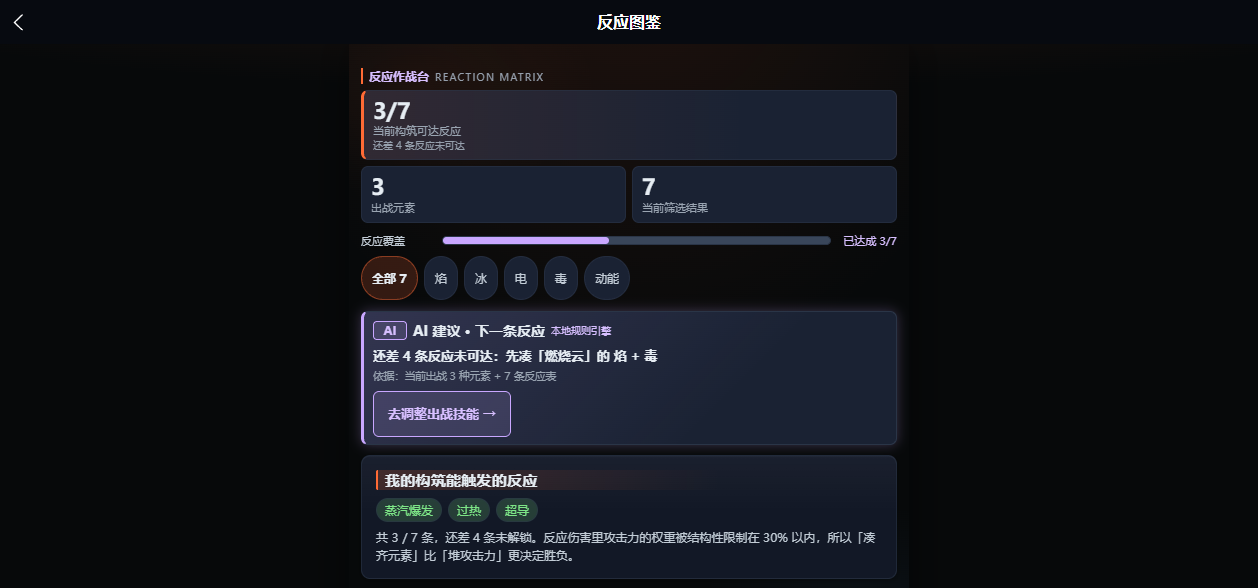 反应图鉴
反应作战台 REACTION MATRIX
3/7
当前构筑可达反应
还差 4 条反应未可达
3
出战元素
7
当前筛选结果
反应覆盖
已达成 3/7
全部 7 焰 冰 电 毒 动能
AI AI 建议 • 下一条反应 本地规则引擎
还差 4 条反应未可达：先凑「燃烧云」的 焰 + 毒
依据：当前出战 3 种元素 + 7 条反应表
去调整出战技能 →
我的构筑能触发的反应
蒸汽爆发 过热 超导
共 3 / 7 条，还差 4 条未解锁。反应伤害里攻击力的权重被结构性限制在 30% 以内，所以「凑
齐元素」比「堆攻击力」更决定胜负。